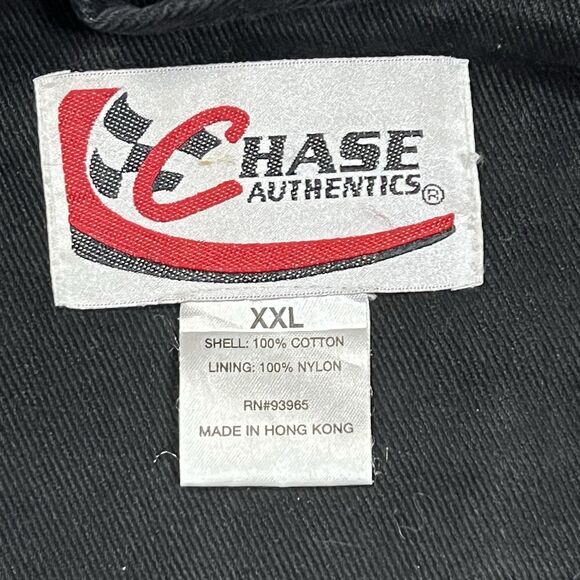 CHASE
AUTHENTICS®
XXL
SHELL: 100% COTTON
LINING: 100% NYLON
RN#93965
MADE IN HONG KONG